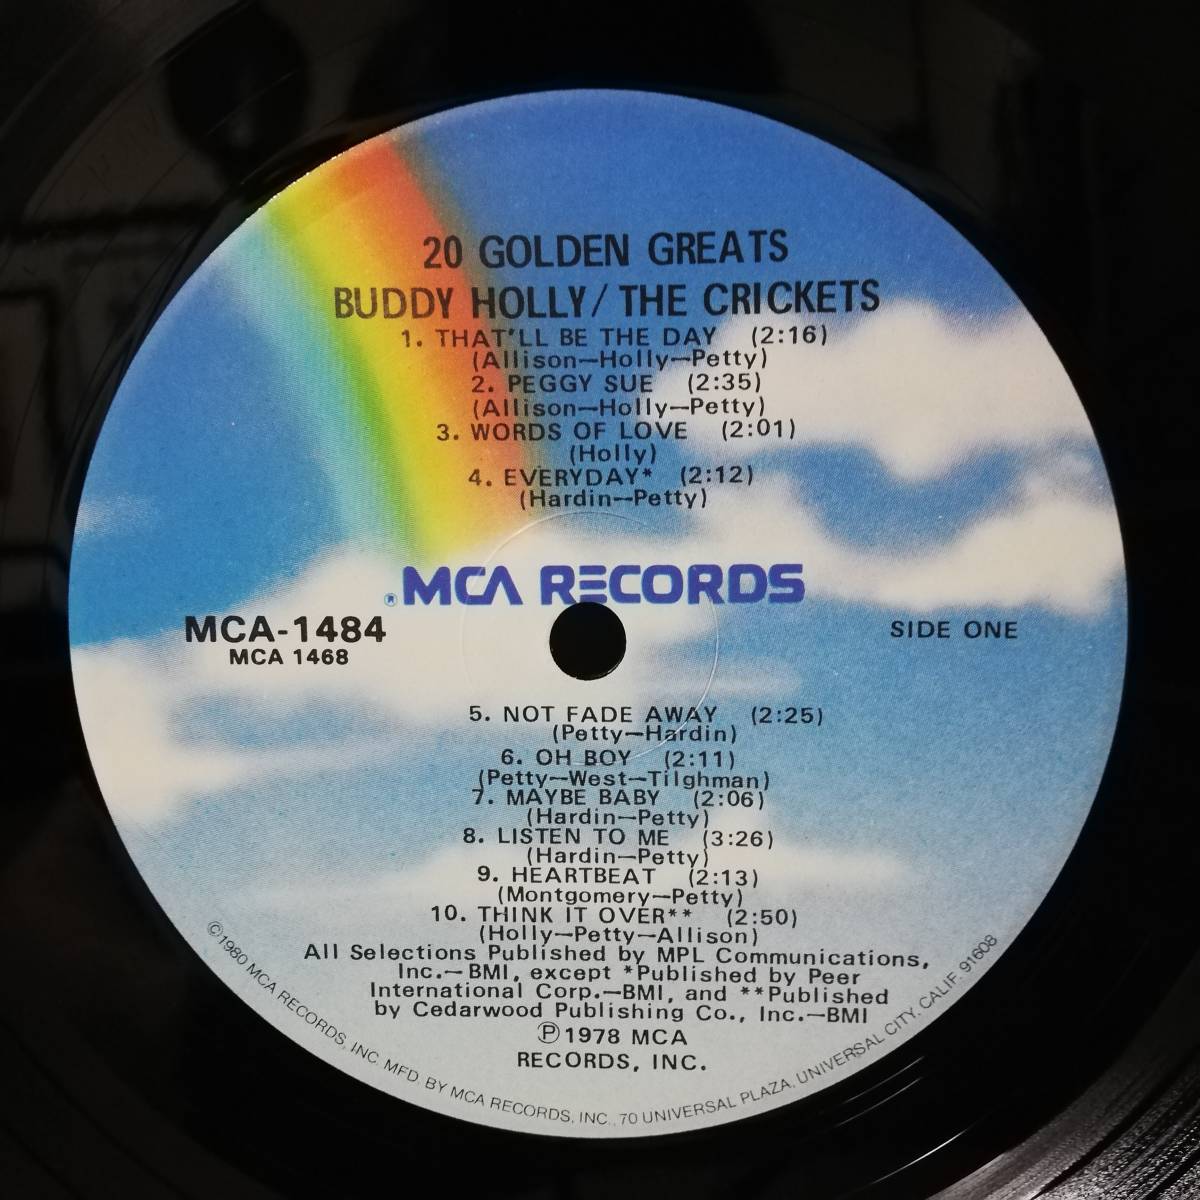 20 GOLDEN GREATS
BUDDY HOLLY/THE CRICKETS
1. THAT'LL BE THE DAY (2:16)
(Allison—Holly—Petty)
2. PEGGY SUE (2:35)
(Allison—Holly—Petty)
3. WORDS OF LOVE (2:01)
(Holly)
4. EVERYDAY* (2:12)
(Hardin—Petty)
® MCA RECORDS
MCA-1484
MCA 1468
SIDE ONE
5. NOT FADE AWAY (2:25)
(Petty—Hardin)
6. OH BOY (2:11)
(Petty—West—Tilghman)
7. MAYBE BABY (2:06)
(Hardin—Petty)
8. LISTEN TO ME (3:26)
(Hardin—Petty)
9. HEARTBEAT (2:13)
(Montgomery—Petty)
10. THINK IT OVER** (2:50)
(Holly—Petty—Allison)
All Selections Published by MPL Communications,
Inc.—BMI, except *Published by Peer
International Corp.—BMI, and **Published
by Cedarwood Publishing Co., Inc.—BMI
℗1978 MCA
RECORDS, INC.
©1980 MCA RECORDS, INC. MFD. BY MCA RECORDS, INC., 70 UNIVERSAL PLAZA, UNIVERSAL CITY, CALIF. 91608